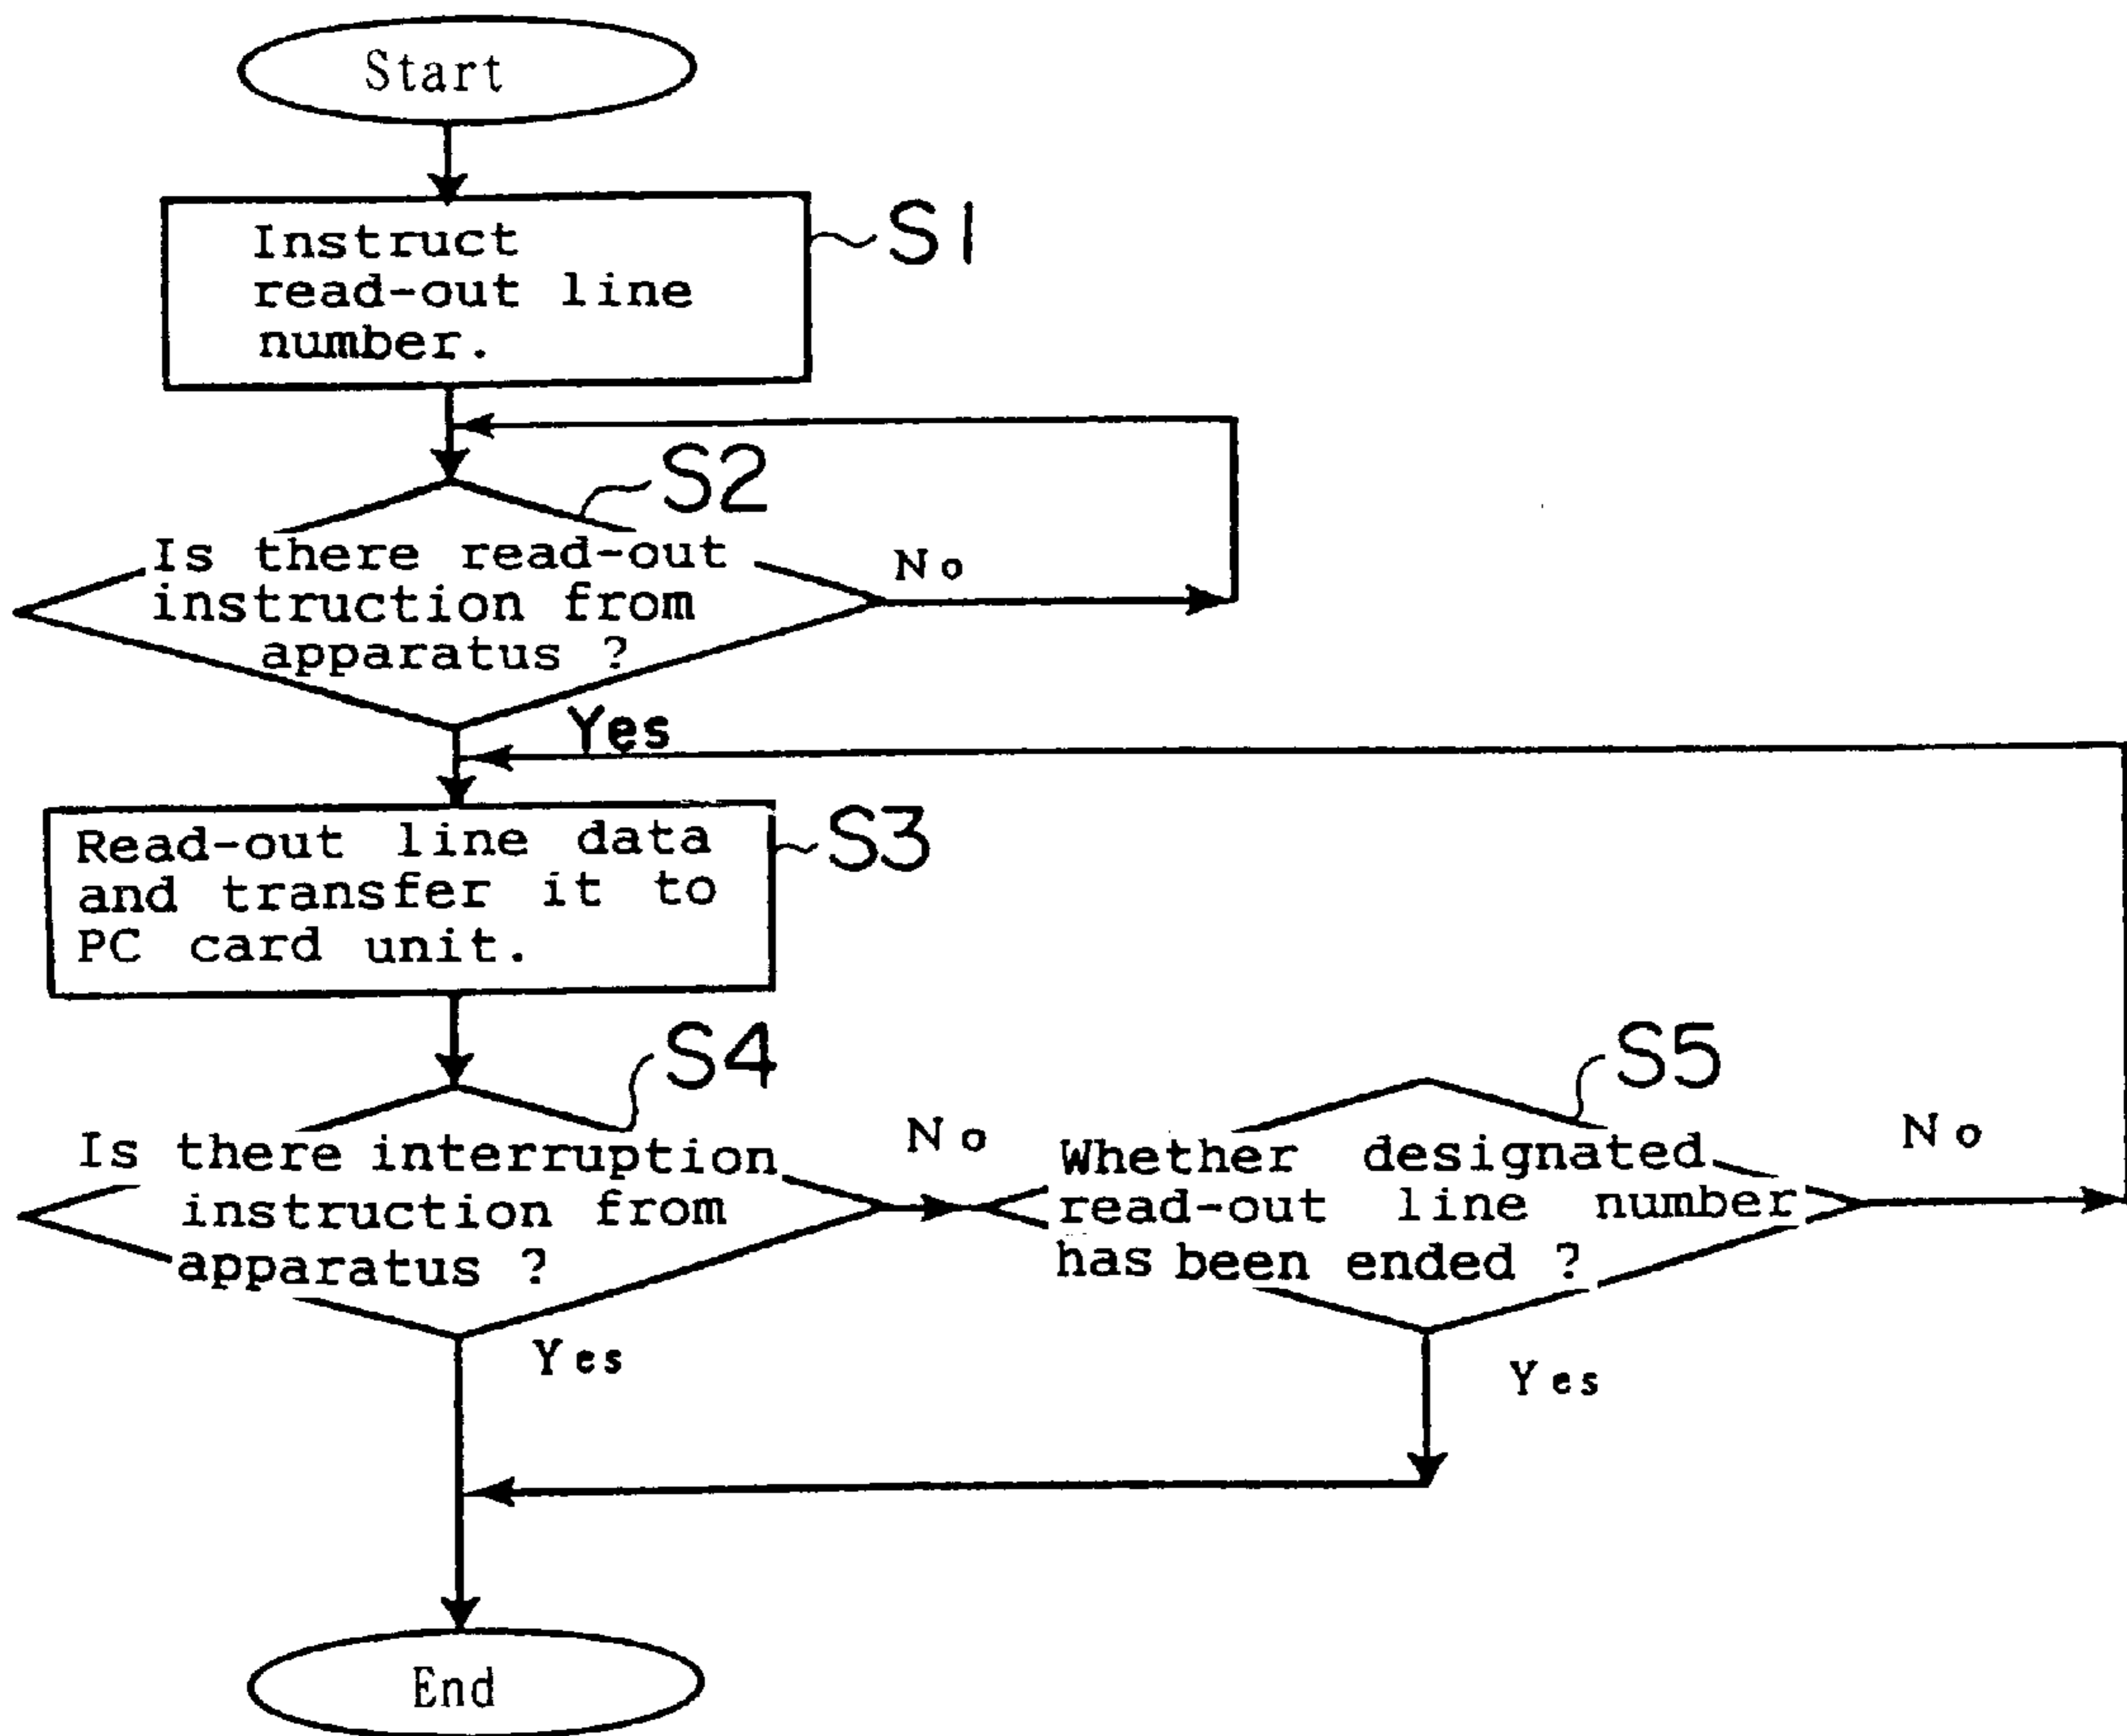 Start
Instruct
read-out line
number.
S1
S2
Is there read-out
instruction from
apparatus ?
No
Yes
Read-out line data
and transfer it to
PC card unit.
S3
S4
Is there interruption
instruction from
apparatus ?
No
Yes
S5
Whether designated
read-out line number
has been ended ?
No
Yes
End